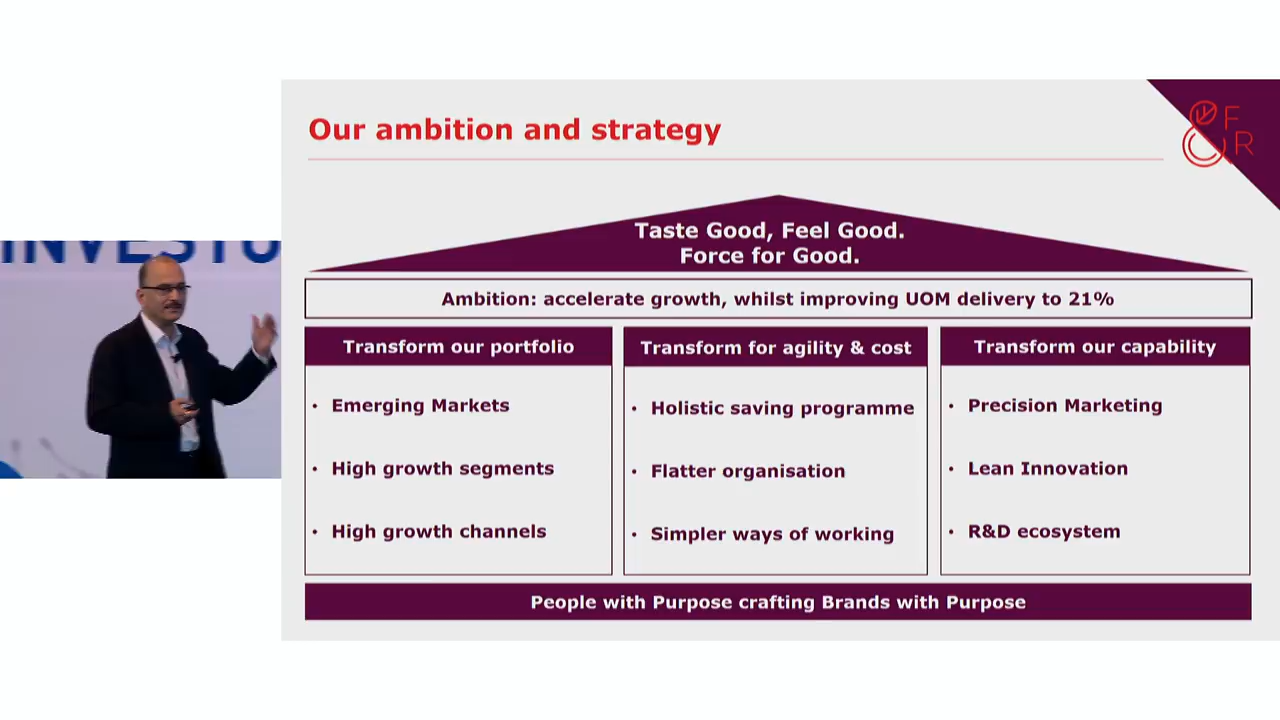 Our ambition and strategy
& F
R
INVESTO
Taste Good, Feel Good.
Force for Good.
Ambition: accelerate growth, whilst improving UOM delivery to 21%
Transform our portfolio
• Emerging Markets
• High growth segments
• High growth channels
Transform for agility & cost
• Holistic saving programme
• Flatter organisation
• Simpler ways of working
Transform our capability
• Precision Marketing
• Lean Innovation
• R&D ecosystem
People with Purpose crafting Brands with Purpose